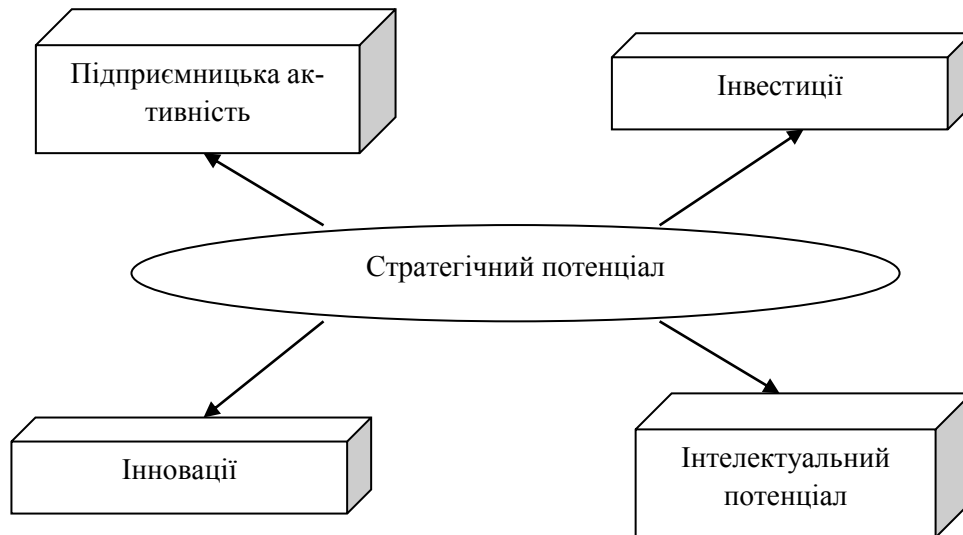 Підприємницька ак-
тивність
Інвестиції
Стратегічний потенціал
Інновації
Інтелектуальний
потенціал